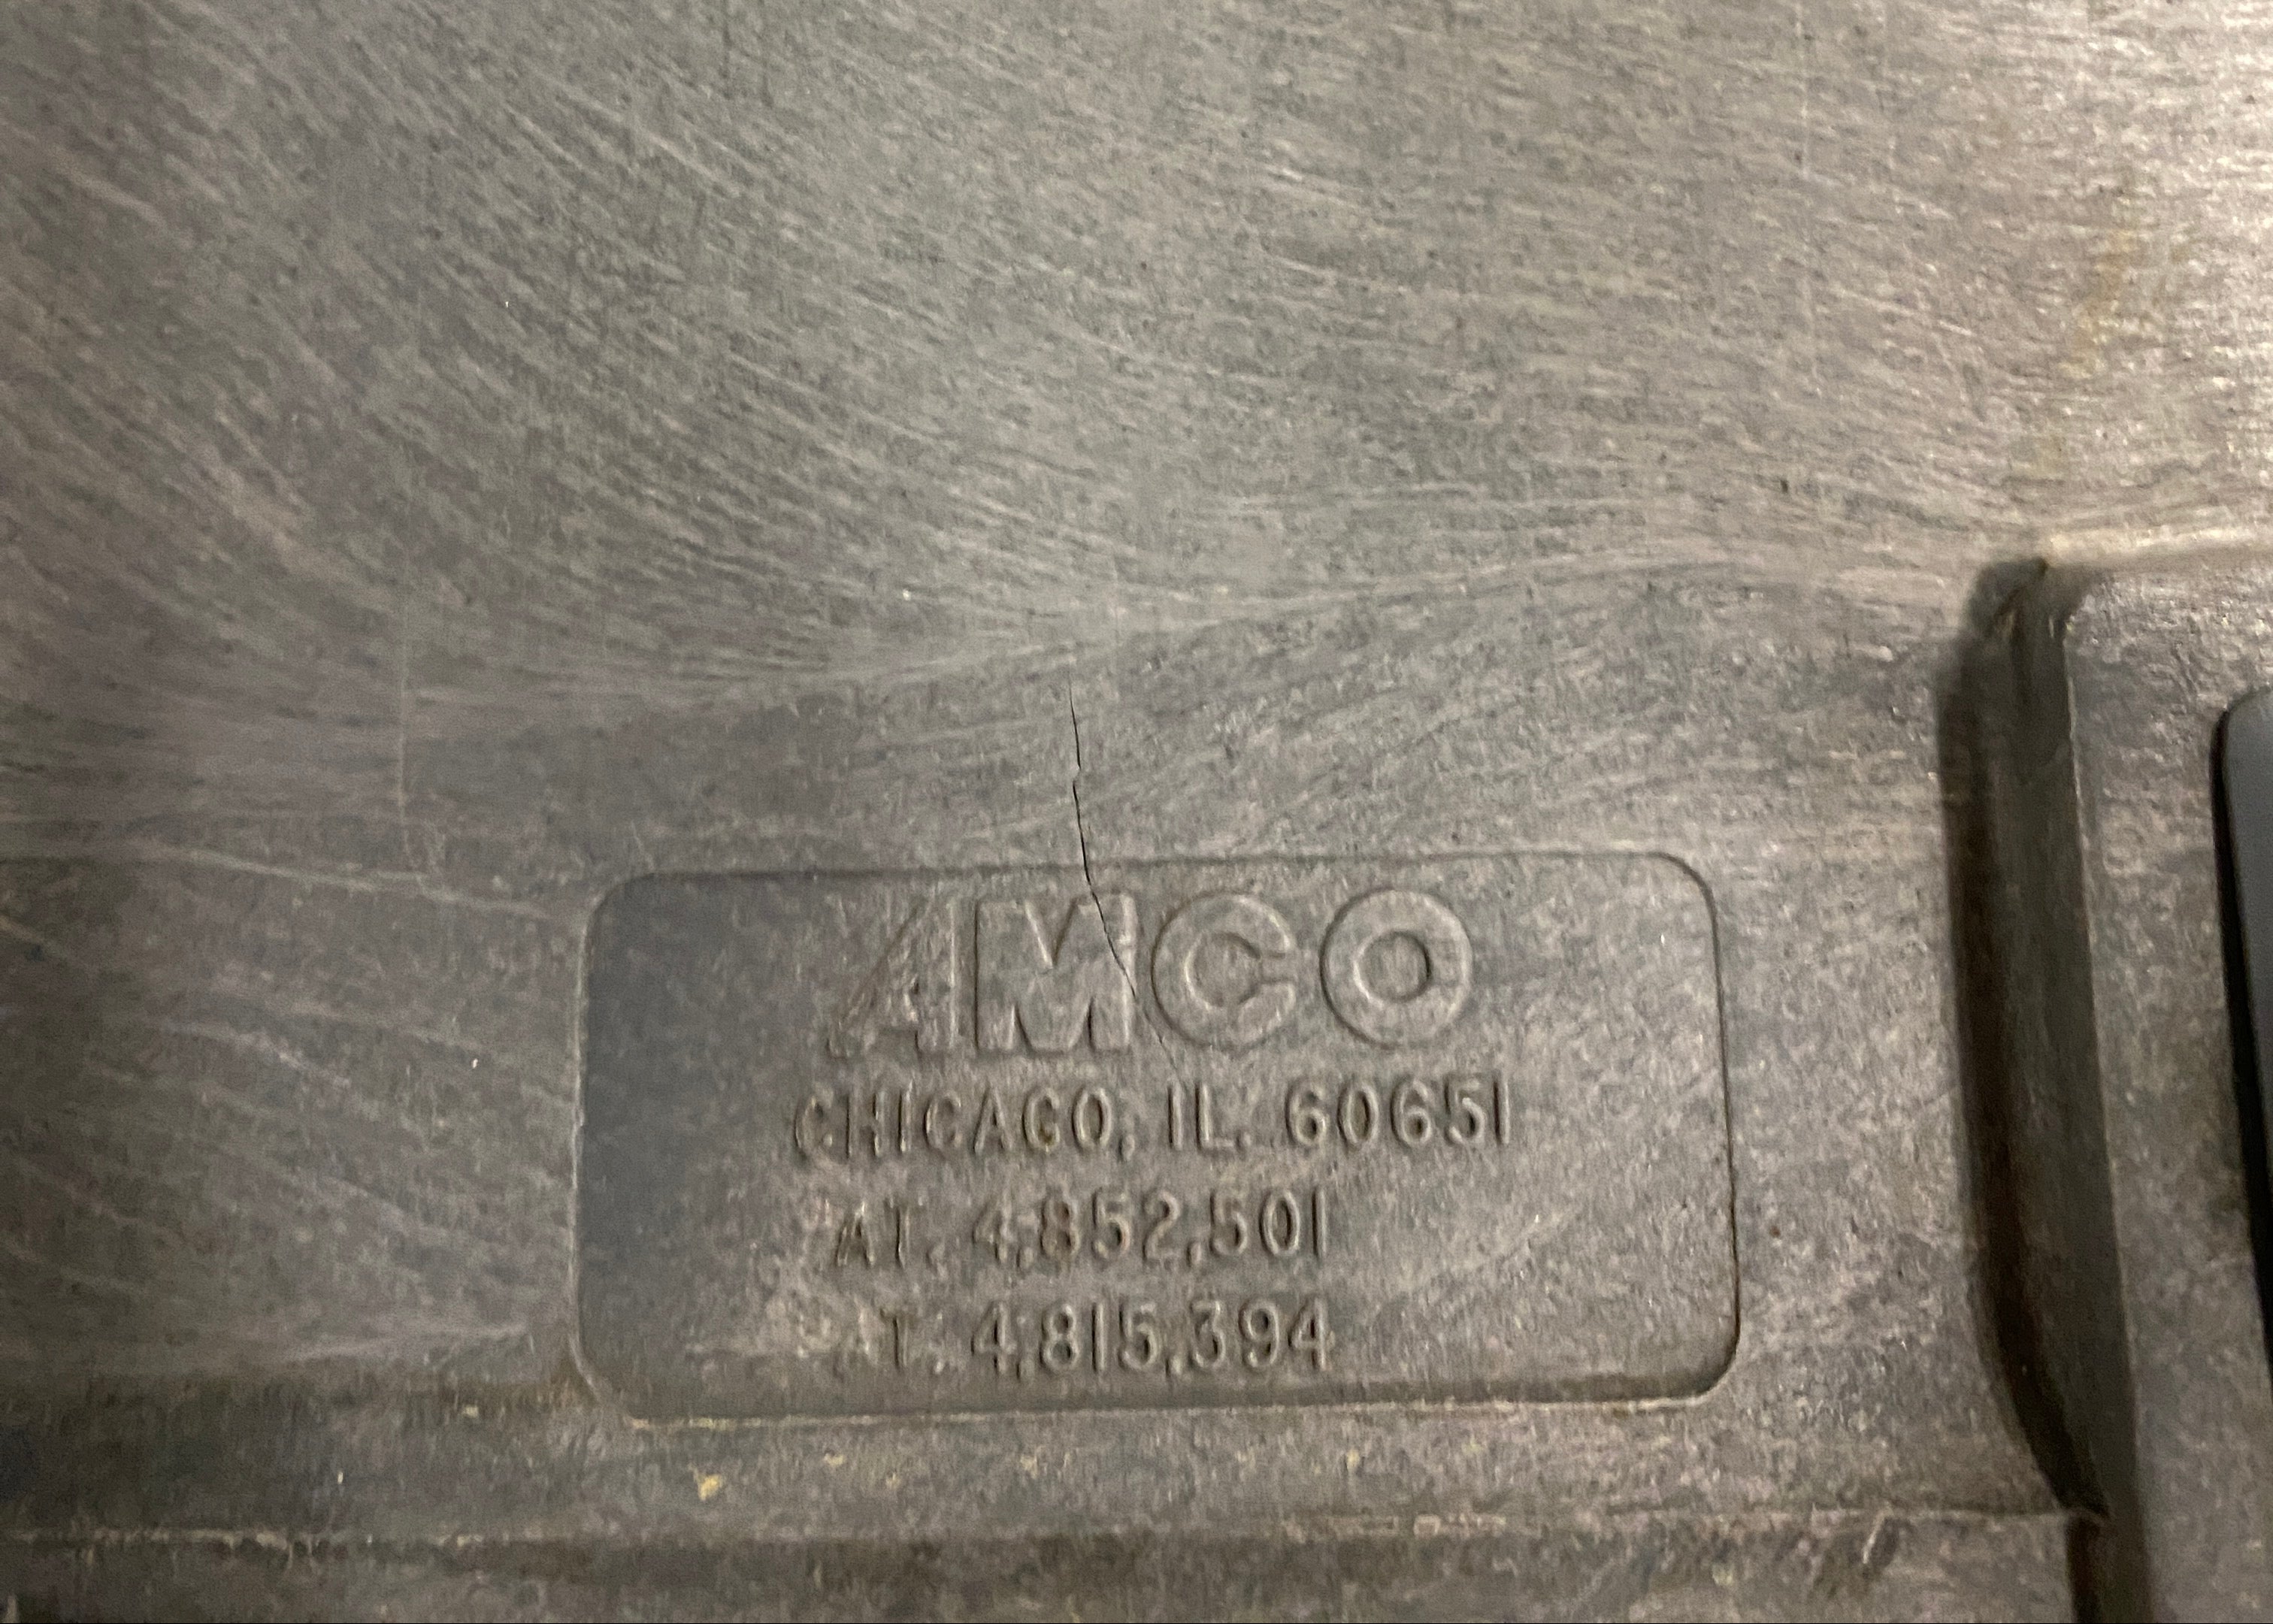 AMCO
CHICAGO, IL. 60651
AT. 4,852,501
T. 4,815,394